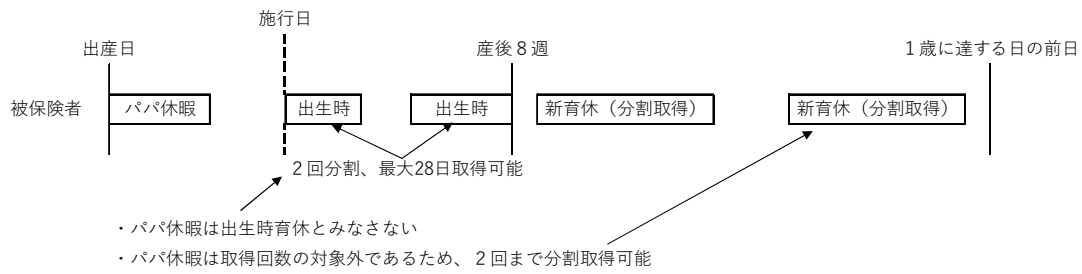 施行日
出産日
産後８週
１歳に達する日の前日
被保険者
パパ休暇
出生時
出生時
新育休（分割取得）
新育休（分割取得）
２回分割、最大28日取得可能
・パパ休暇は出生時育休とみなさない
・パパ休暇は取得回数の対象外であるため、２回まで分割取得可能